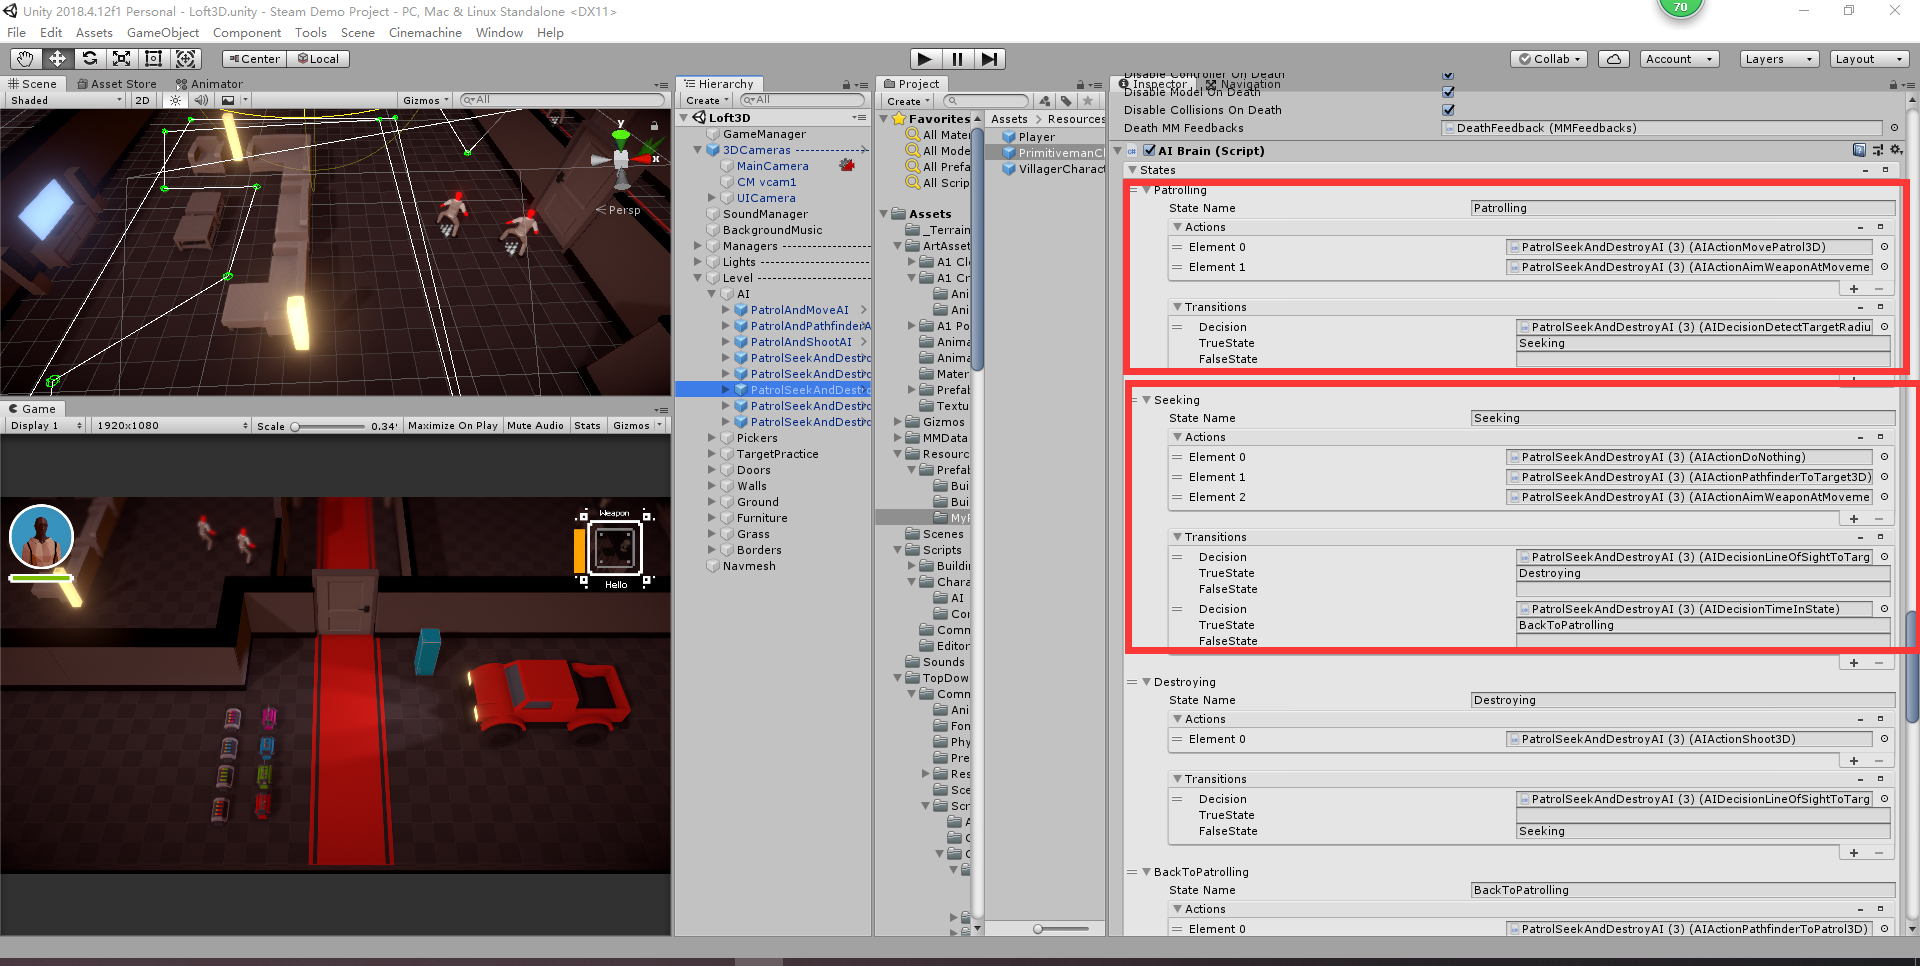 Unity 2018.4.12f1 Personal - Loft3D.unity - Steam Demo Project - PC, Mac & Linux Standalone <DX11>
70
File Edit Assets GameObject Component Tools Scene Cinemachine Window Help
Center Local
Collab Account Layers Layout
Scene Asset Store Animator
Shaded 2D Gizmos All
y
x
Persp
Game
Display 1 1920x1080 Scale 0.34 Maximize On Play Mute Audio Stats Gizmos
Weapon
Hello
Hierarchy
Create All
Loft3D
GameManager
3DCameras
MainCamera
CM vcam1
UICamera
SoundManager
BackgroundMusic
Managers
Lights
Level
AI
PatrolAndMoveAI
PatrolAndPathfinderA
PatrolAndShootAI
PatrolSeekAndDestro
PatrolSeekAndDestro
PatrolSeekAndDestro
PatrolSeekAndDestro
PatrolSeekAndDestro
Pickers
TargetPractice
Doors
Walls
Ground
Furniture
Grass
Borders
Navmesh
Project
Create
Favorites
All Mater
All Mode
All Prefa
All Scrip
Assets
_Terrain
ArtAsset
A1 Cl
A1 Cr
Ani
Ani
A1 Po
Anima
Anima
Mater
Prefab
Textu
Gizmos
MMData
Resourc
Prefab
Bui
Bui
MyP
Scenes
Scripts
Buildin
Chara
AI
Cor
Comm
Editor
Sounds
TopDow
Comm
Ani
Fon
Phy
Pre
Res
Sce
Scr
Assets Resources
Player
PrimitivemanCl
VillagerCharact
Inspector Navigation
Disable Controller On Death
Disable Model On Death
Disable Collisions On Death
Death MM Feedbacks DeathFeedback (MMFeedbacks)
AI Brain (Script)
States
Patrolling
State Name Patrolling
Actions
Element 0 PatrolSeekAndDestroyAI (3) (AIActionMovePatrol3D)
Element 1 PatrolSeekAndDestroyAI (3) (AIActionAimWeaponAtMoveme
Transitions
Decision PatrolSeekAndDestroyAI (3) (AIDecisionDetectTargetRadiu
TrueState Seeking
FalseState
Seeking
State Name Seeking
Actions
Element 0 PatrolSeekAndDestroyAI (3) (AIActionDoNothing)
Element 1 PatrolSeekAndDestroyAI (3) (AIActionPathfinderToTarget3D)
Element 2 PatrolSeekAndDestroyAI (3) (AIActionAimWeaponAtMoveme
Transitions
Decision PatrolSeekAndDestroyAI (3) (AIDecisionLineOfSightToTarg
TrueState Destroying
FalseState
Decision PatrolSeekAndDestroyAI (3) (AIDecisionTimeInState)
TrueState BackToPatrolling
FalseState
Destroying
State Name Destroying
Actions
Element 0 PatrolSeekAndDestroyAI (3) (AIActionShoot3D)
Transitions
Decision PatrolSeekAndDestroyAI (3) (AIDecisionLineOfSightToTarg
TrueState
FalseState Seeking
BackToPatrolling
State Name BackToPatrolling
Actions
Element 0 PatrolSeekAndDestroyAI (3) (AIActionPathfinderToPatrol3D)